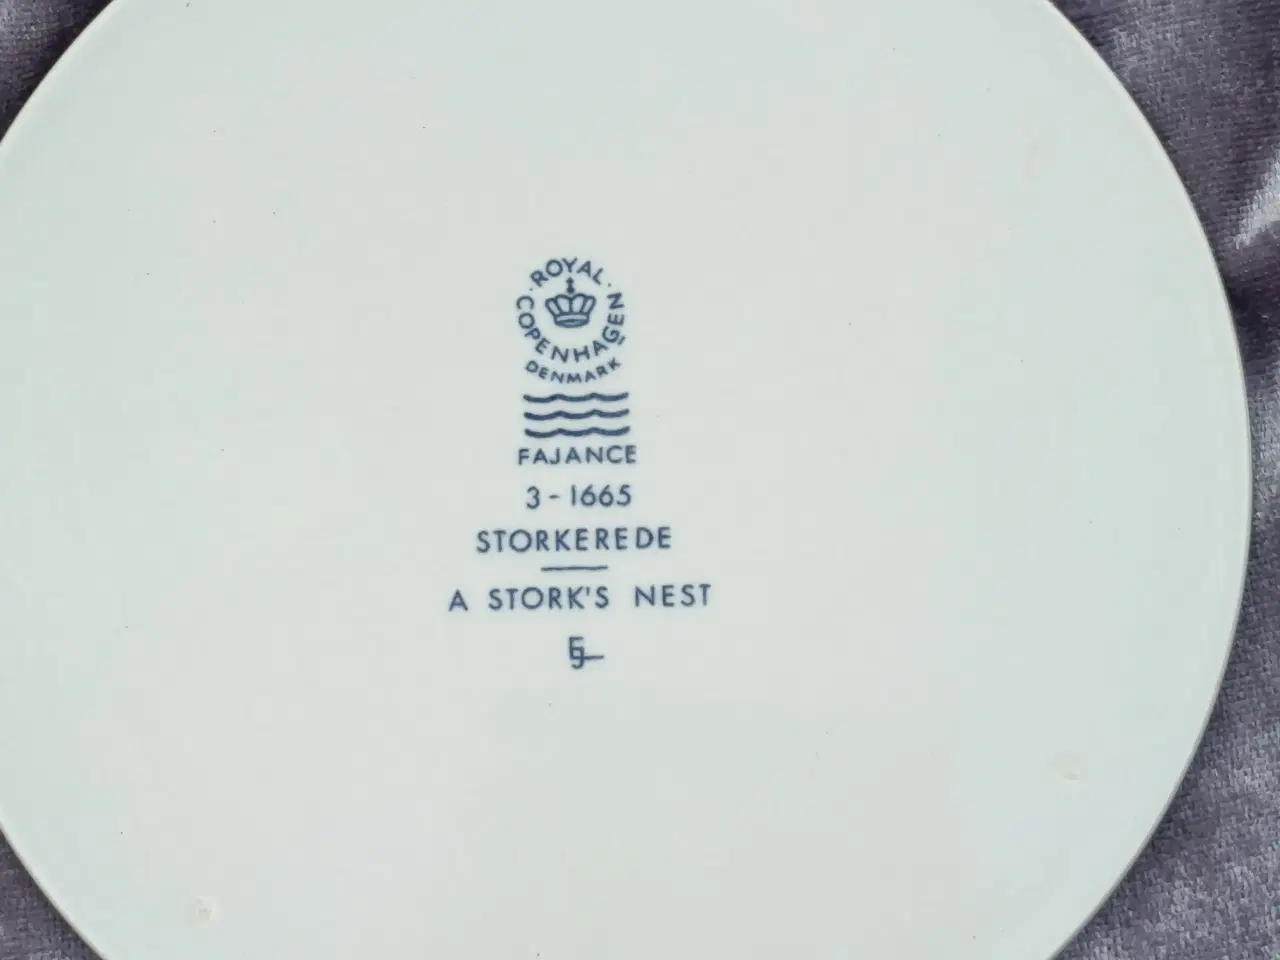 ROYAL
COPENHAGEN
DENMARK
FAJANCE
3-1665
STORKEREDE
A STORK'S NEST